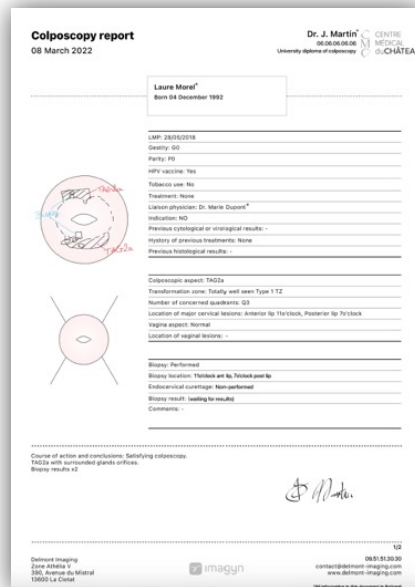 Colposcopy report
08 March 2022
Dr. J. Martin*
06.06.06.06.06
University diploma of colposcopy
CENTRE
MÉDICAL
du CHÂTEAU
Laure Morel*
Born 04 December 1992
LMP: 28/05/2018
Gestity: G0
Parity: P0
HPV vaccine: Yes
Tobacco use: No
Treatment: None
Liaison physician: Dr. Marie Dupont*
Indication: NO
Previous cytological or virological results: -
Hystory of previous treatments: None
Previous histological results: -
TAG2a
TAG2a
Colposcopic aspect: TAG2a
Transformation zone: Totally well seen Type 1 TZ
Number of concerned quadrants: Q3
Location of major cervical lesions: Anterior lip 11o'clock, Posterior lip 7o'clock
Vagina aspect: Normal
Location of vaginal lesions: -
Biopsy: Performed
Biopsy location: 11o'clock ant lip, 7o'clock post lip
Endocervical curettage: Non-performed
Biopsy result: (waiting for results)
Comments: -
Course of action and conclusions: Satisfying colposcopy.
TAG2a with surrounded glands orifices.
Biopsy results x2
1/2
Delmont Imaging
Zone Athélia V
390, Avenue du Mistral
13600 La Ciotat
imagyn
09.51.51.30.30
contact@delmont-imaging.com
www.delmont-imaging.com